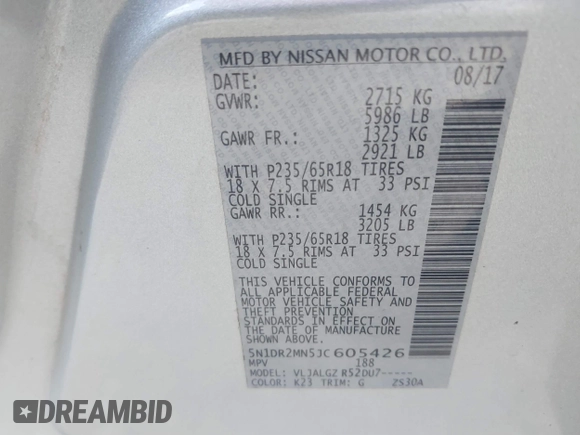 MFD BY NISSAN MOTOR CO., LTD.
DATE: 08/17
GVWR: 2715 KG
5986 LB
GAWR FR.: 1325 KG
2921 LB
WITH P235/65R18 TIRES
18 X 7.5 RIMS AT 33 PSI
COLD SINGLE
GAWR RR.: 1454 KG
3205 LB
WITH P235/65R18 TIRES
18 X 7.5 RIMS AT 33 PSI
COLD SINGLE
THIS VEHICLE CONFORMS TO
ALL APPLICABLE FEDERAL
MOTOR VEHICLE SAFETY AND
THEFT PREVENTION
STANDARDS IN EFFECT ON
THE DATE OF MANUFACTURE
SHOWN ABOVE.
5N1DR2MN5JC605426
MPV 188
VLJALGZ R52DU7-----
COLOR: K23 TRIM: G ZS30A
DREAMBID
dreambid.com